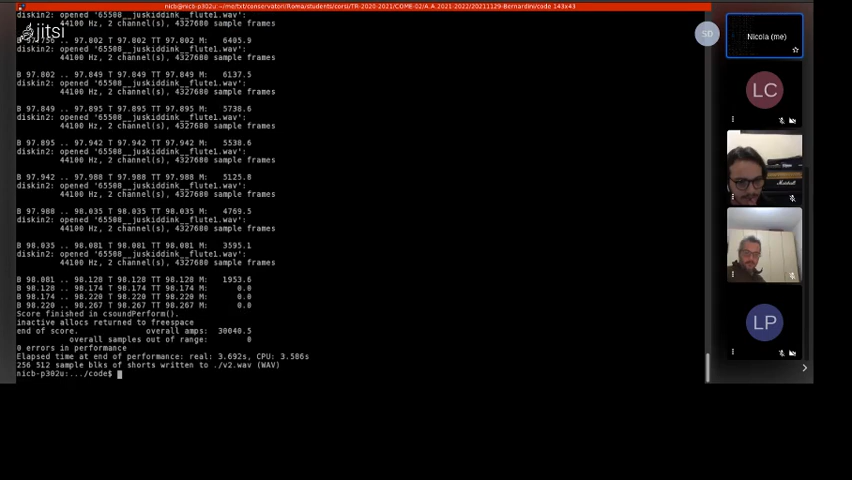 nicb@nicb-p302u: ~/me/txt/conservatori/Roma/students/corsi/TR-2020-2021/COME-02/A.A.2021-2022/20211129-Bernardini/code 143x43
diskin2: opened '65508__juskiddink__flute1.wav':
44100 Hz, 2 channel(s), 4327680 sample frames
jitsi
.. 97.802 T 97.802 TT 97.802 M: 6405.9
diskin2: opened '65508__juskiddink__flute1.wav':
44100 Hz, 2 channel(s), 4327680 sample frames
B 97.802 .. 97.849 T 97.849 TT 97.849 M: 6137.5
diskin2: opened '65508__juskiddink__flute1.wav':
44100 Hz, 2 channel(s), 4327680 sample frames
B 97.849 .. 97.895 T 97.895 TT 97.895 M: 5738.6
diskin2: opened '65508__juskiddink__flute1.wav':
44100 Hz, 2 channel(s), 4327680 sample frames
B 97.895 .. 97.942 T 97.942 TT 97.942 M: 5538.6
diskin2: opened '65508__juskiddink__flute1.wav':
44100 Hz, 2 channel(s), 4327680 sample frames
B 97.942 .. 97.988 T 97.988 TT 97.988 M: 5125.8
diskin2: opened '65508__juskiddink__flute1.wav':
44100 Hz, 2 channel(s), 4327680 sample frames
B 97.988 .. 98.035 T 98.035 TT 98.035 M: 4769.5
diskin2: opened '65508__juskiddink__flute1.wav':
44100 Hz, 2 channel(s), 4327680 sample frames
B 98.035 .. 98.081 T 98.081 TT 98.081 M: 3595.1
diskin2: opened '65508__juskiddink__flute1.wav':
44100 Hz, 2 channel(s), 4327680 sample frames
B 98.081 .. 98.128 T 98.128 TT 98.128 M: 1953.6
B 98.128 .. 98.174 T 98.174 TT 98.174 M: 0.0
B 98.174 .. 98.220 T 98.220 TT 98.220 M: 0.0
B 98.220 .. 98.267 T 98.267 TT 98.267 M: 0.0
Score finished in csoundPerform().
inactive allocs returned to freespace
end of score. overall amps: 30040.5
overall samples out of range: 0
0 errors in performance
Elapsed time at end of performance: real: 3.692s, CPU: 3.586s
256 512 sample blks of shorts written to ./v2.wav (WAV)
nicb-p302u:.../code$
SD
Nicola (me)
LC
Marshall
LP